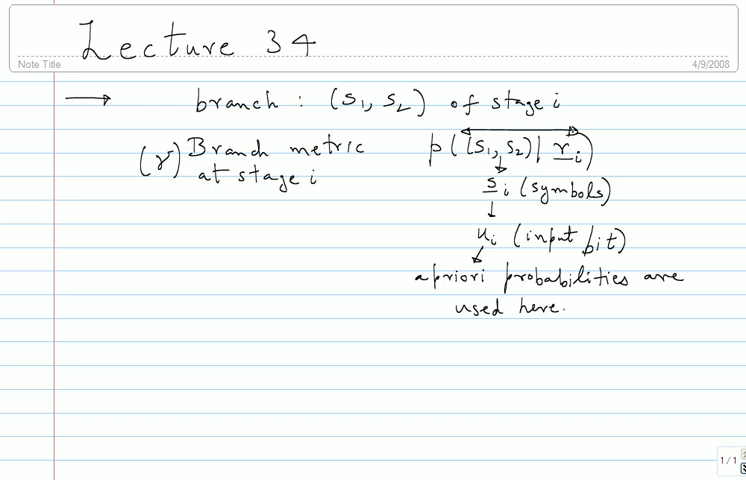 Lecture 34
Note Title
4/9/2008
→ branch : (s₁, s₂) of stage i
(γ) Branch metric at stage i
p((s₁, s₂) | r_i)
s_i (symbols)
u_i (input bit)
apriori probabilities are
used here.
1 / 1